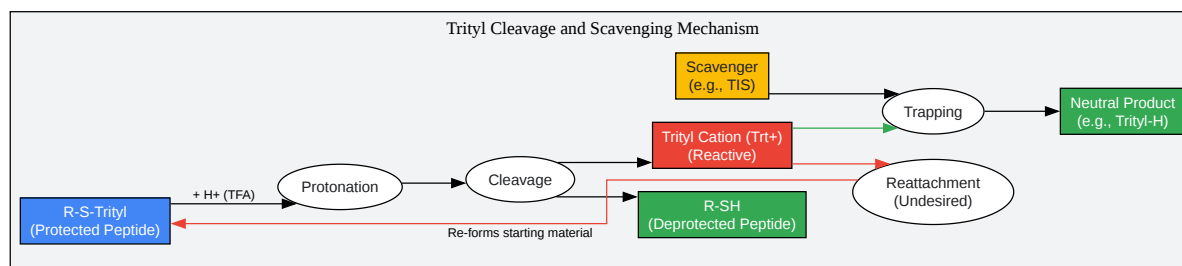 Trityl Cleavage and Scavenging Mechanism
Scavenger
(e.g., TIS)
Trapping
Neutral Product
(e.g., Trityl-H)
Trityl Cation (Trt+)
(Reactive)
Protonation
Cleavage
Reattachment
(Undesired)
+ H+ (TFA)
R-S-Trityl
(Protected Peptide)
R-SH
(Deprotected Peptide)
Re-forms starting material